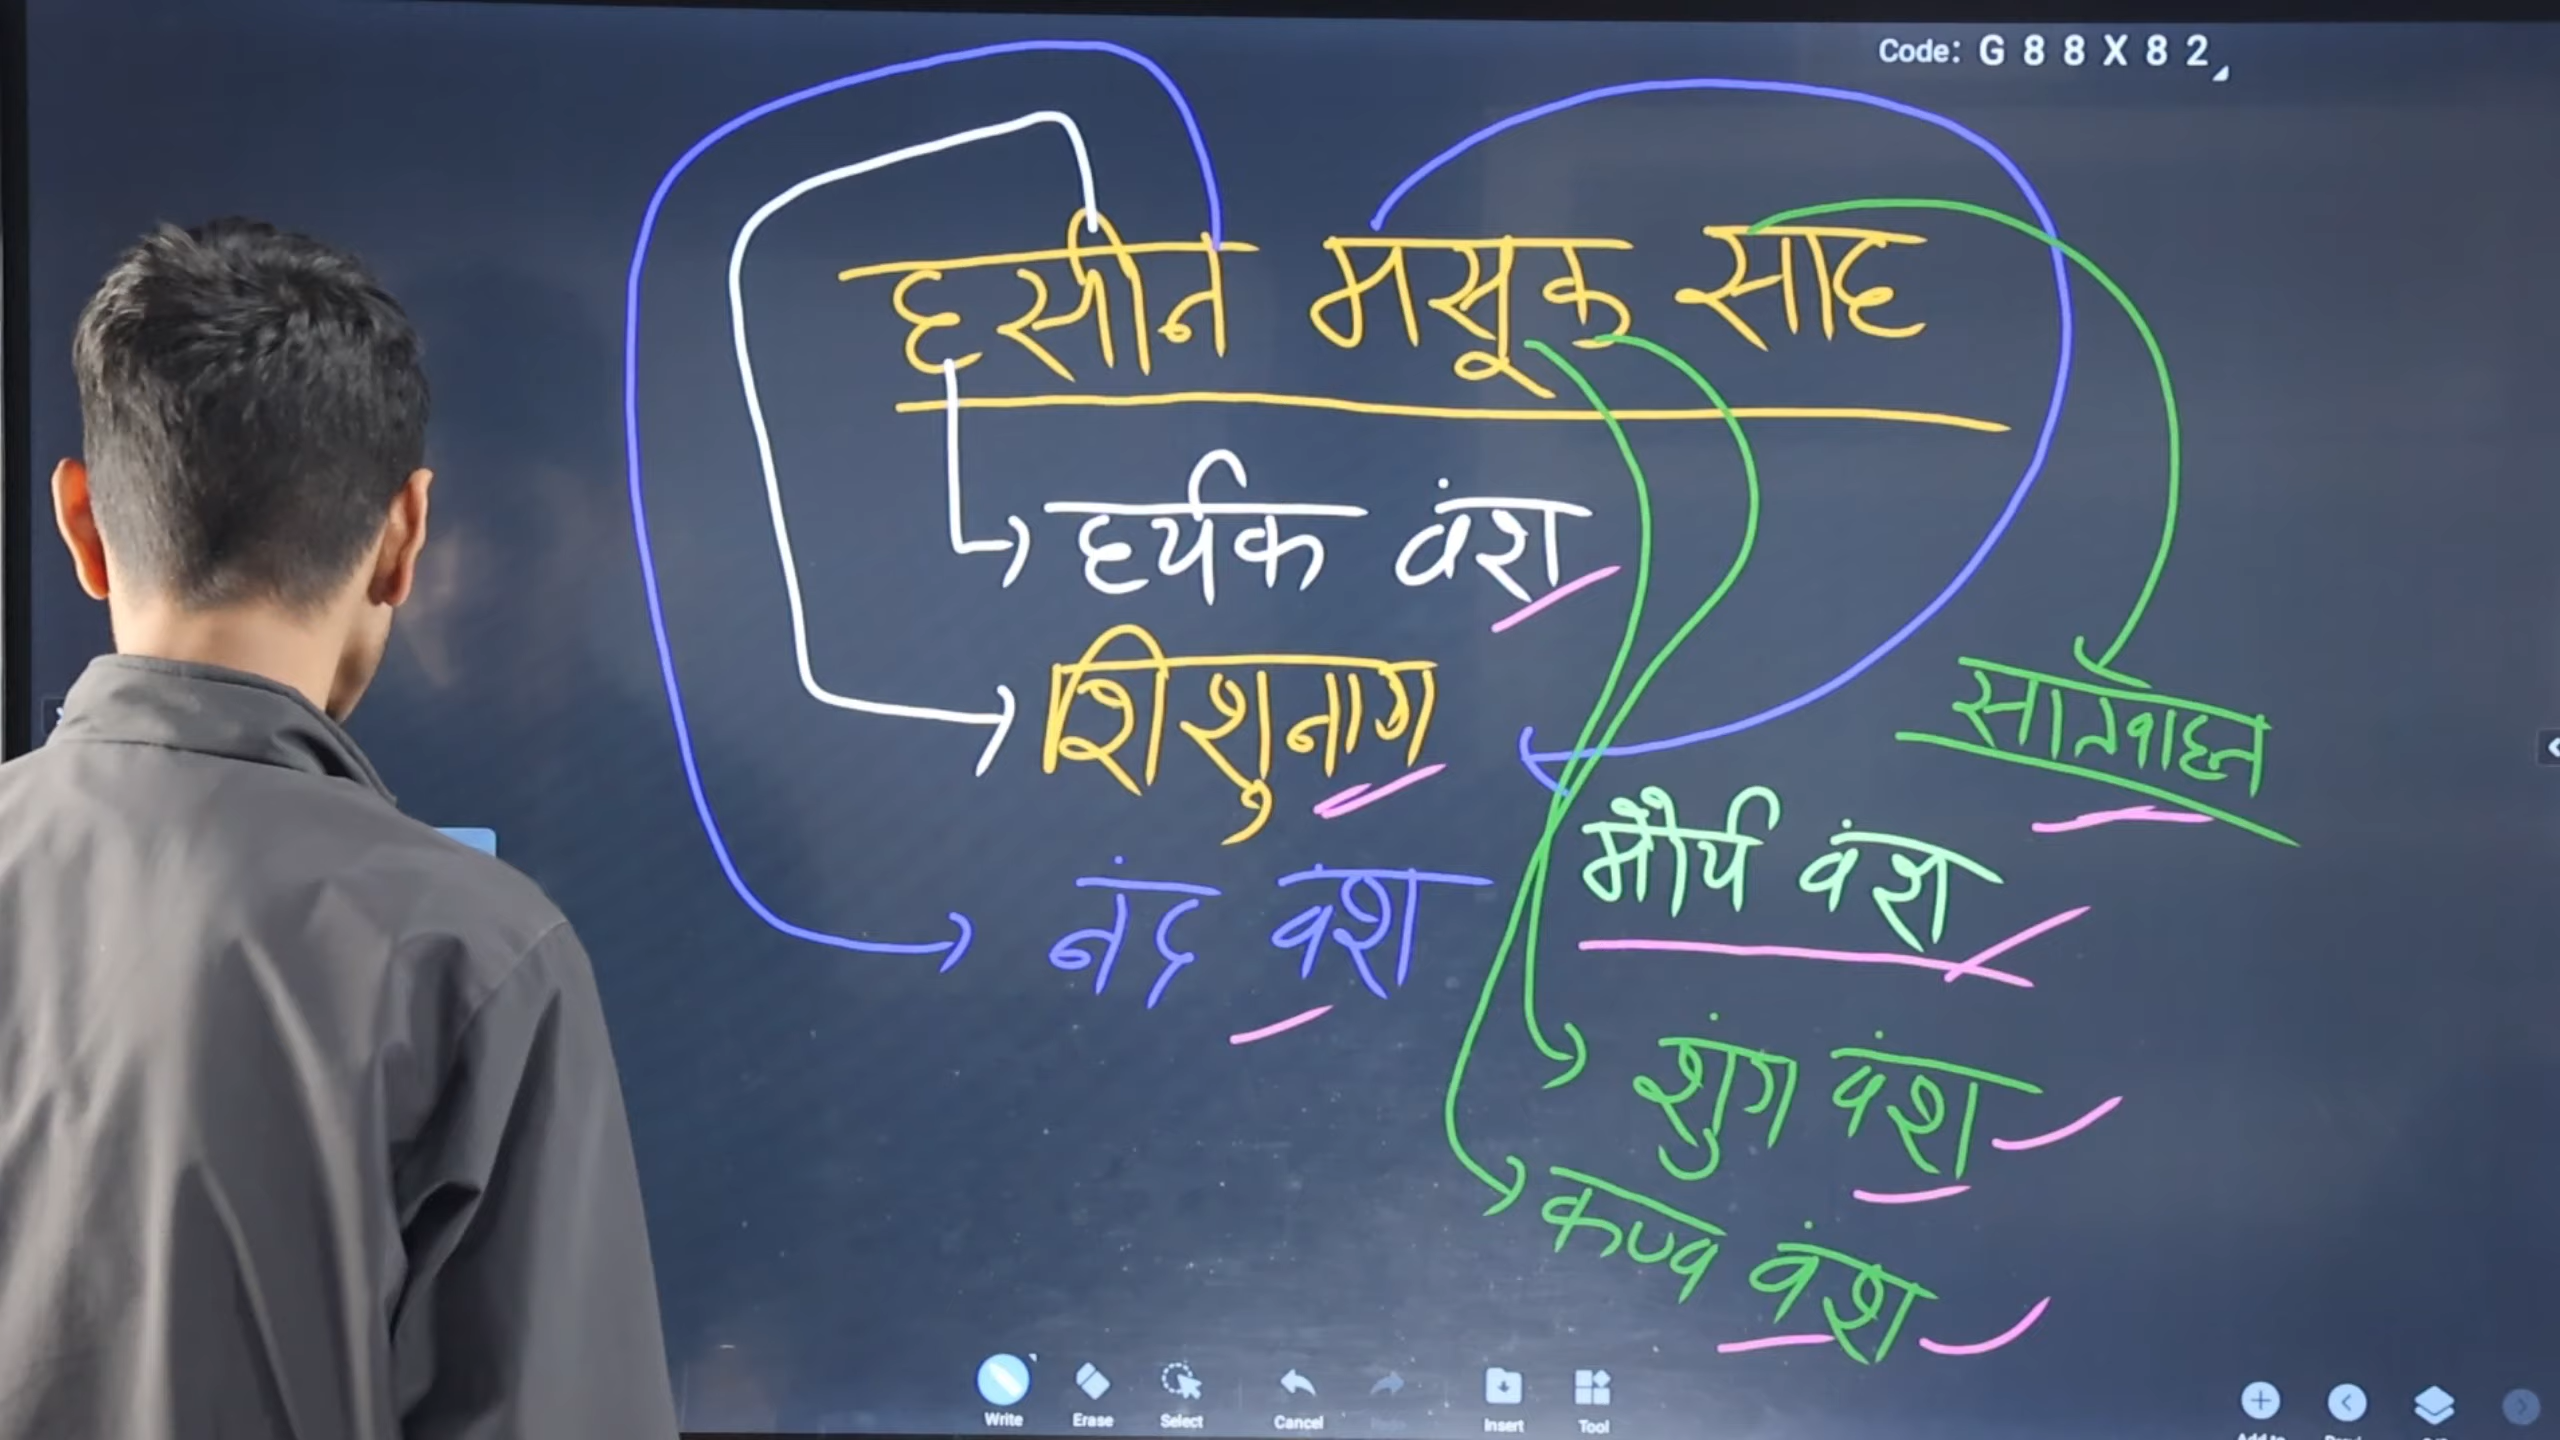 Code: G 8 8 X 8 2
हसीन मसूक साह
हर्यक वंश
शिशुनाग
सातवाहन
मौर्य वंश
नंद वंश
शुंग वंश
कण्व वंश
Write Erase Select Cancel Insert Tool